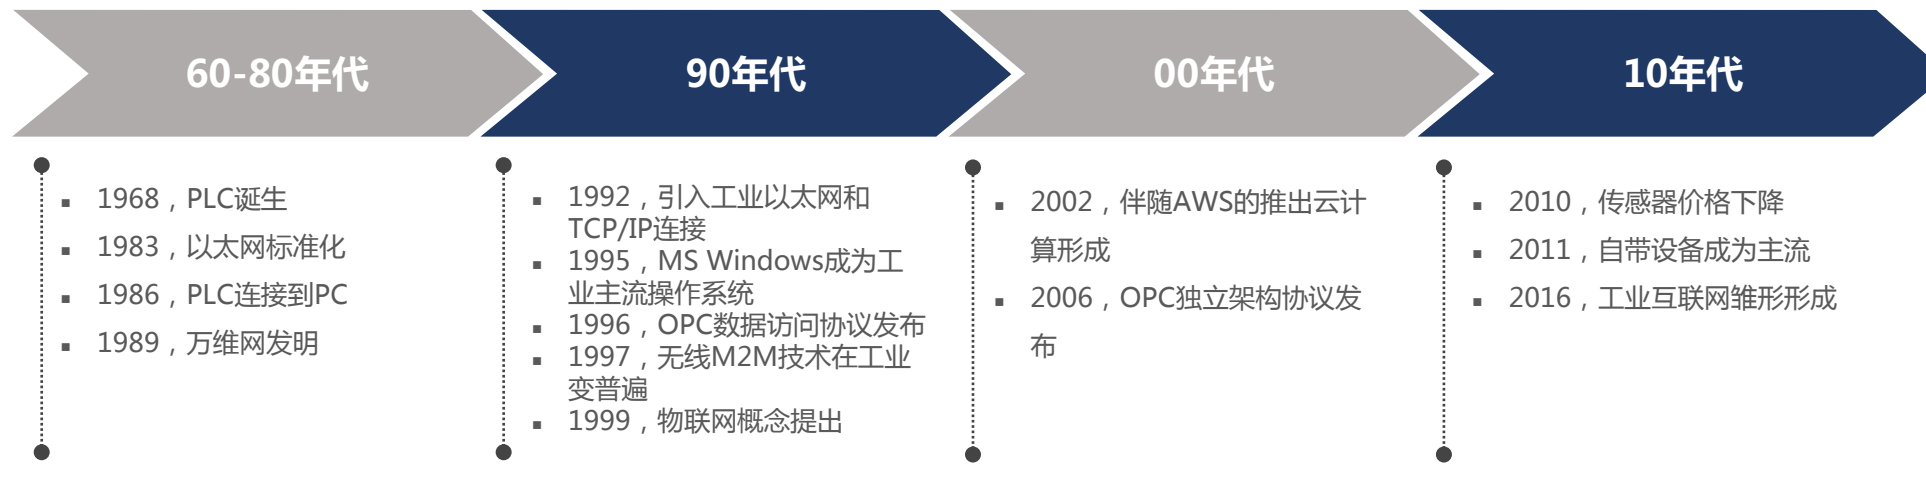 60-80年代
1968，PLC诞生
1983，以太网标准化
1986，PLC连接到PC
1989，万维网发明
90年代
1992，引入工业以太网和
TCP/IP连接
1995，MS Windows成为工
业主流操作系统
1996，OPC数据访问协议发布
1997，无线M2M技术在工业
变普遍
1999，物联网概念提出
00年代
2002，伴随AWS的推出云计
算形成
2006，OPC独立架构协议发
布
10年代
2010，传感器价格下降
2011，自带设备成为主流
2016，工业互联网雏形形成